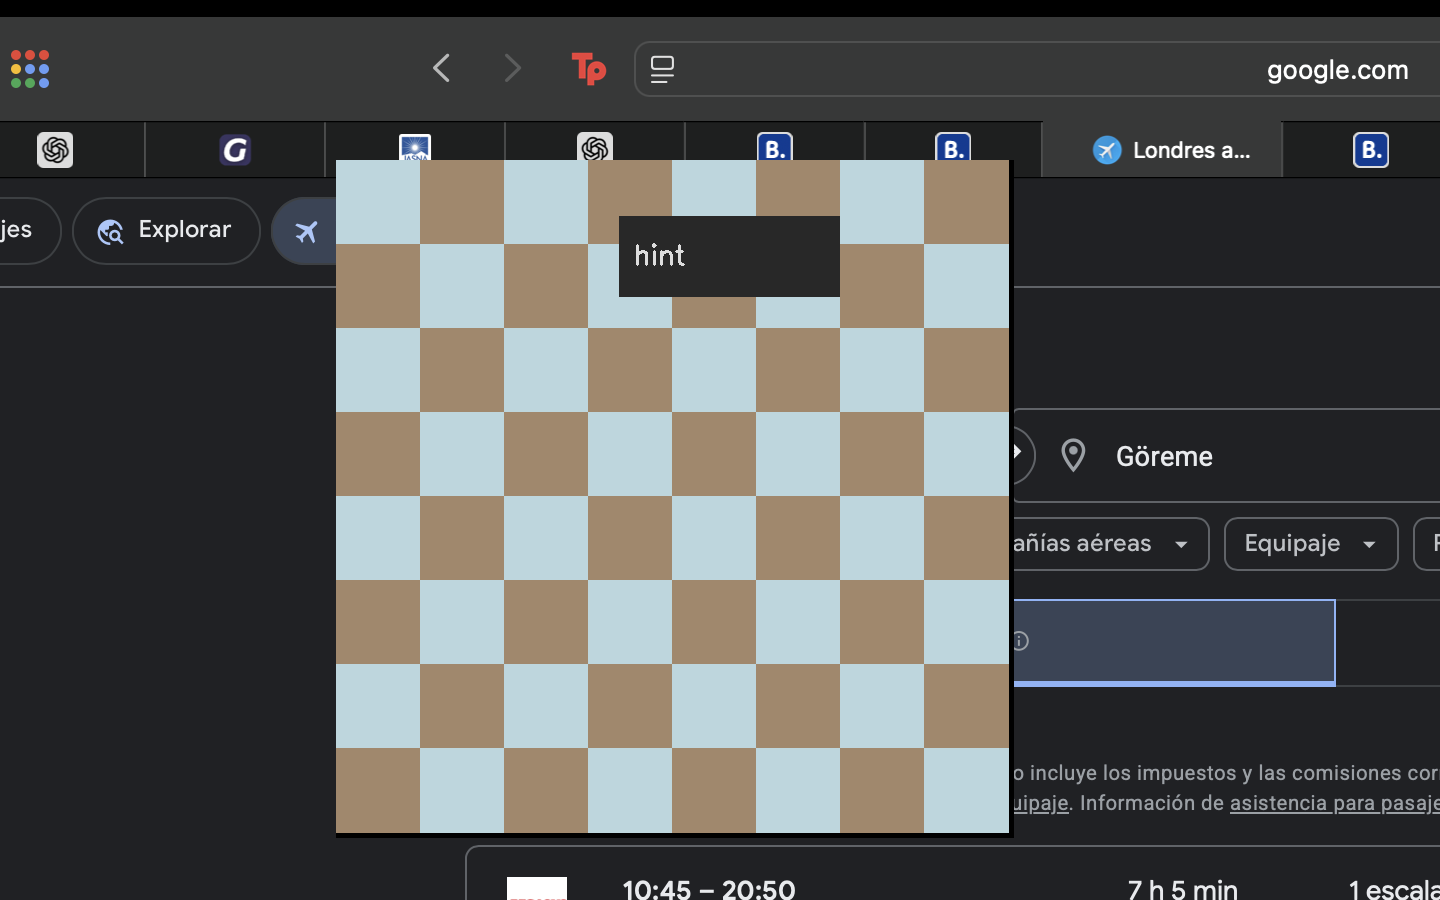 Tp
google.com
G
B.
B.
Londres a...
B.
jes
Explorar
hint
Göreme
añías aéreas
Equipaje
o incluye los impuestos y las comisiones cor
uipaje. Información de asistencia para pasaje
10:45 – 20:50
7 h 5 min
1 escala